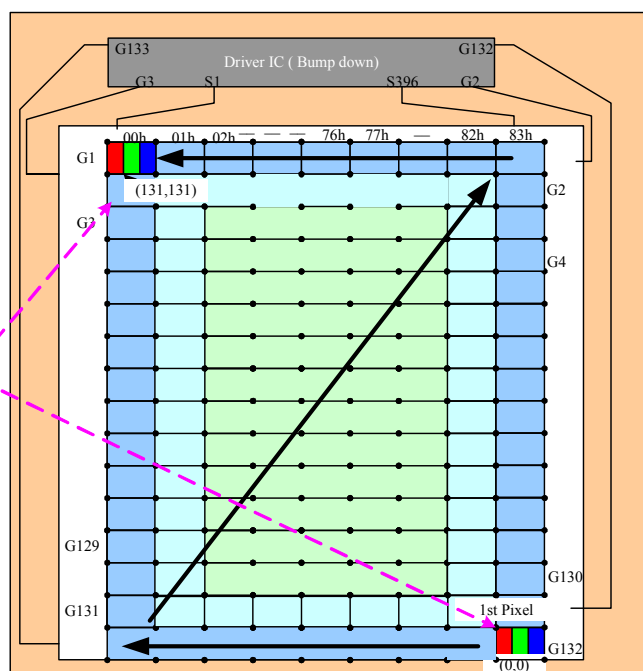 G133 G132
Driver IC ( Bump down)
G3 S1 S396 G2
00h 01h 02h — — — — 76h 77h — 82h 83h
G1
(131,131)
G2
G3
G4
G129
G130
G131
1st Pixel
G132
(0,0)